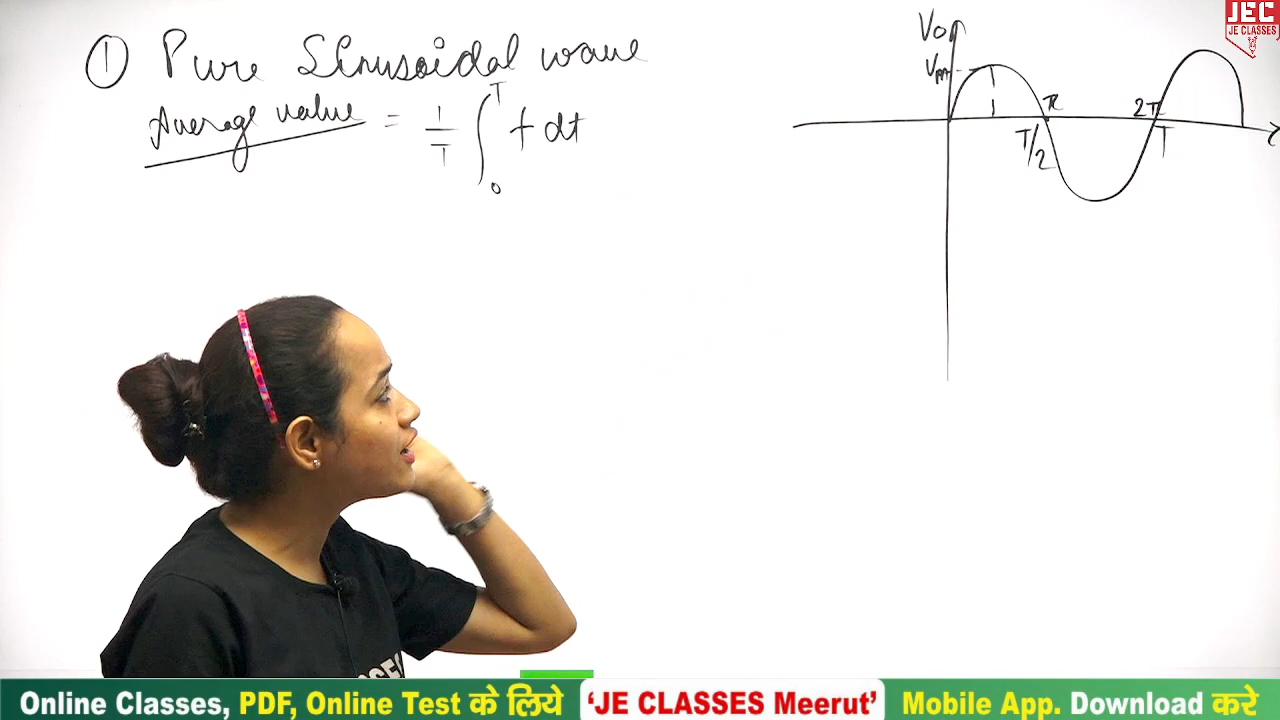 ① Pure Sinusoidal wave
Average value = 1/T ∫₀ᵀ f dt
Vo
Vm
π
2π
T/2
T
JEC
JE CLASSES
Online Classes, PDF, Online Test के लिये 'JE CLASSES Meerut' Mobile App. Download करे